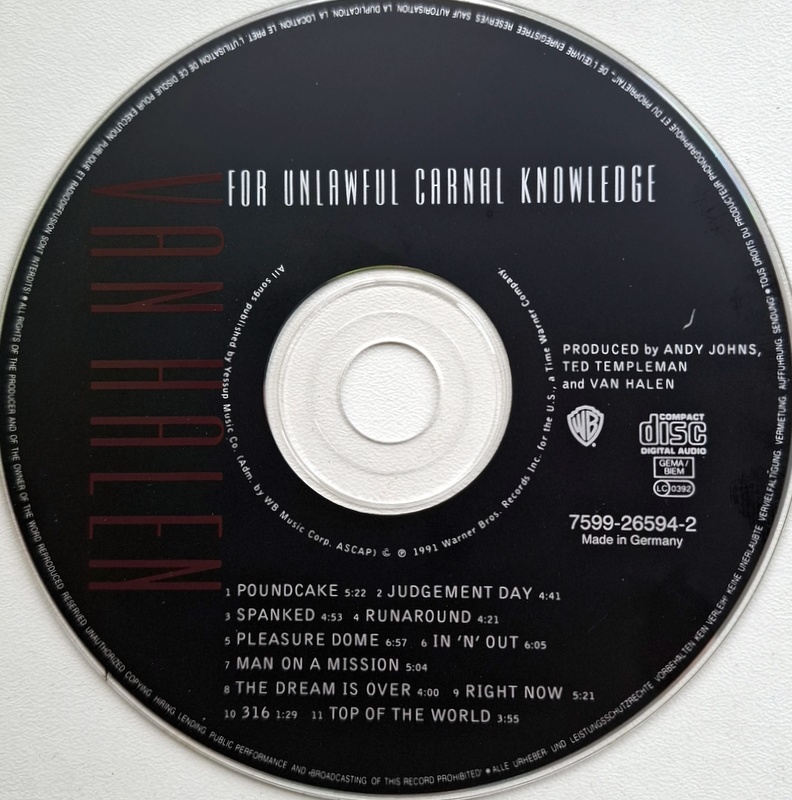 VAN HALEN
FOR UNLAWFUL CARNAL KNOWLEDGE
All songs published by Yessup Music Co. (Adm. by WB Music Corp. ASCAP) © ℗ 1991 Warner Bros. Records Inc. for the U.S., a Time Warner Company.
PRODUCED by ANDY JOHNS,
TED TEMPLEMAN
and VAN HALEN
WB
COMPACT
disc
DIGITAL AUDIO
GEMA/
BIEM
LC 0392
7599-26594-2
Made in Germany
1 POUNDCAKE 5:22 2 JUDGEMENT DAY 4:41
3 SPANKED 4:53 4 RUNAROUND 4:21
5 PLEASURE DOME 6:57 6 IN 'N' OUT 6:05
7 MAN ON A MISSION 5:04
8 THE DREAM IS OVER 4:00 9 RIGHT NOW 5:21
10 316 1:29 11 TOP OF THE WORLD 3:55
ALL RIGHTS OF THE PRODUCER AND OF THE OWNER OF THE WORD REPRODUCED RESERVED UNAUTHORIZED COPYING HIRING LENDING PUBLIC PERFORMANCE AND BROADCASTING OF THIS RECORD PROHIBITED! • ALLE URHEBER- UND LEISTUNGSSCHUTZRECHTE VORBEHALTEN KEIN VERLEIH! KEINE UNERLAUBTE VERVIELFÄLTIGUNG. VERMIETUNG. AUFFÜHRUNG. SENDUNG! • TOUS DROITS DU PRODUCTEUR PHONOGRAPHIQUE ET DU PROPRIETAIRE DE L'ŒUVRE ENREGISTREE RESERVES SAUF AUTORISATION LA DUPLICATION, LA LOCATION, LE PRET, L'UTILISATION DE CE DISQUE POUR EXECUTION PUBLIQUE ET RADIODIFFUSION SONT INTERDITS! •